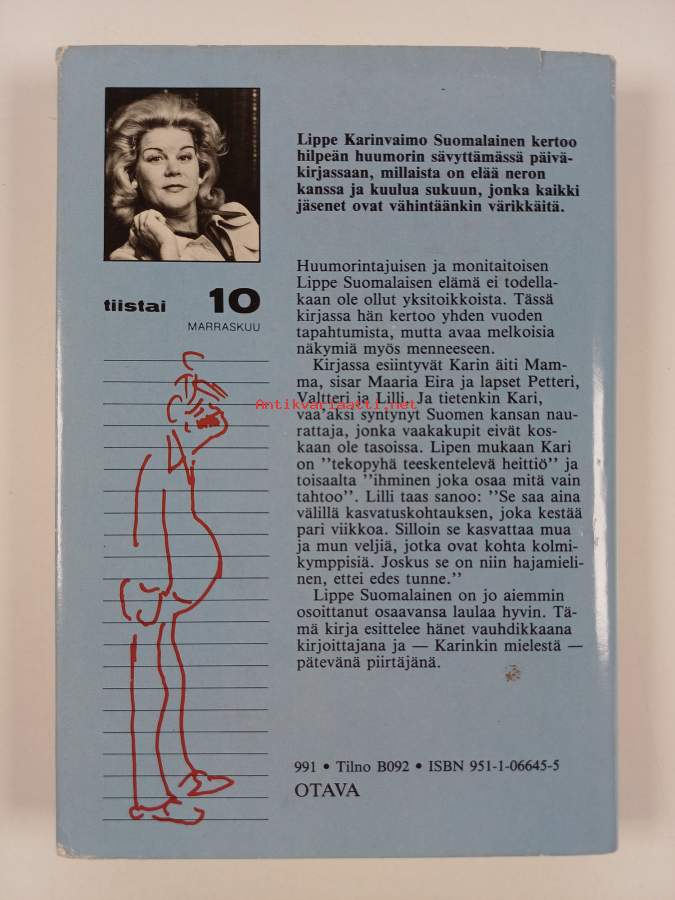 Lippe Karinvaimo Suomalainen kertoo
hilpeän huumorin sävyttämässä päivä-
kirjassaan, millaista on elää neron
kanssa ja kuulua sukuun, jonka kaikki
jäsenet ovat vähintäänkin värikkäitä.
tiistai 10
MARRASKUU
Huumorintajuisen ja monitaitoisen
Lippe Suomalaisen elämä ei todella-
kaan ole ollut yksitoikkoista. Tässä
kirjassa hän kertoo yhden vuoden
tapahtumista, mutta avaa melkoisia
näkymiä myös menneeseen.
Kirjassa esiintyvät Karin äiti Mam-
ma, sisar Maaria Eira ja lapset Petteri,
Valtteri ja Lilli. Ja tietenkin Kari,
vaa'aksi syntynyt Suomen kansan nau-
rattaja, jonka vaakakupit eivät kos-
kaan ole tasoissa. Lipen mukaan Kari
on ''tekopyhä teeskentelevä heittiö'' ja
toisaalta ''ihminen joka osaa mitä vain
tahtoo''. Lilli taas sanoo: ''Se saa aina
välillä kasvatuskohtauksen, joka kestää
pari viikkoa. Silloin se kasvattaa mua
ja mun veljiä, jotka ovat kohta kolmi-
kymppisiä. Joskus se on niin hajamieli-
nen, ettei edes tunne.''
Lippe Suomalainen on jo aiemmin
osoittanut osaavansa laulaa hyvin. Tä-
mä kirja esittelee hänet vauhdikkaana
kirjoittajana ja — Karinkin mielestä —
pätevänä piirtäjänä.
991 • Tilno B092 • ISBN 951-1-06645-5
OTAVA
Antikvariaatti.net